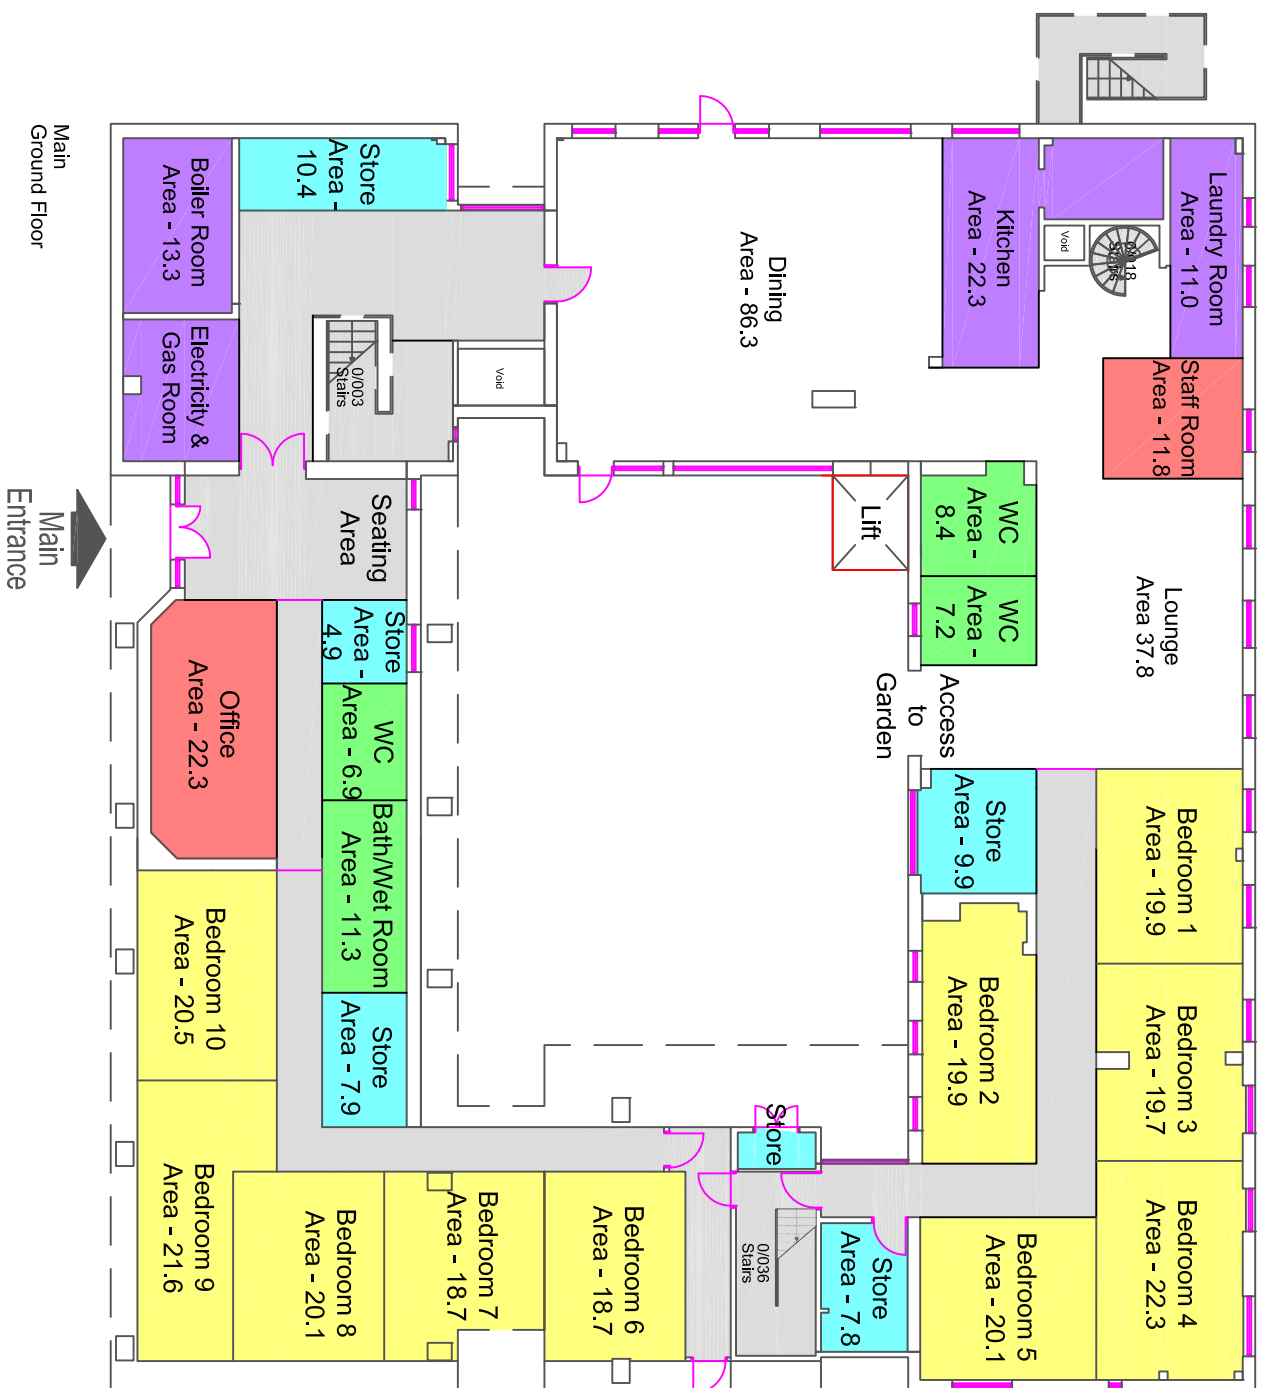 Main
Ground Floor
Main
Entrance
Boiler Room
Area - 13.3
Store
Area -
10.4
Electricity &
Gas Room
0/003
Stairs
Void
Dining
Area - 86.3
Kitchen
Area - 22.3
Void
Stairs
Laundry Room
Area - 11.0
Staff Room
Area - 11.8
Seating
Area
Lift
WC
Area -
8.4
WC
Area -
7.2
Lounge
Area 37.8
Access
to
Garden
Office
Area - 22.3
Store
Area -
4.9
WC
Area - 6.9
Bath/Wet Room
Area - 11.3
Store
Area - 7.9
Store
Area - 9.9
Bedroom 1
Area - 19.9
Bedroom 2
Area - 19.9
Bedroom 3
Area - 19.7
Bedroom 4
Area - 22.3
Bedroom 5
Area - 20.1
Store
Area - 7.8
Store
0/036
Stairs
Bedroom 6
Area - 18.7
Bedroom 7
Area - 18.7
Bedroom 8
Area - 20.1
Bedroom 9
Area - 21.6
Bedroom 10
Area - 20.5